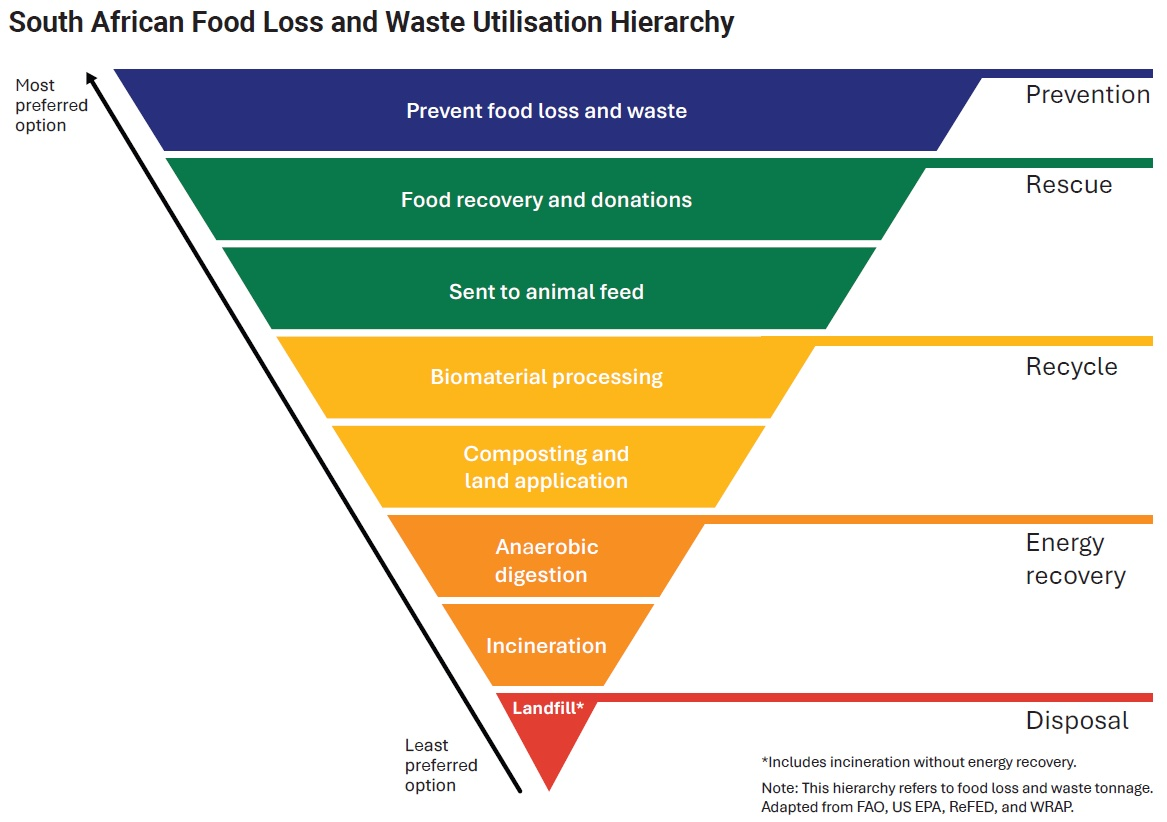 South African Food Loss and Waste Utilisation Hierarchy
Most
preferred
option
Prevent food loss and waste
Prevention
Food recovery and donations
Rescue
Sent to animal feed
Biomaterial processing
Recycle
Composting and
land application
Anaerobic
digestion
Energy
recovery
Incineration
Landfill*
Disposal
Least
preferred
option
*Includes incineration without energy recovery.
Note: This hierarchy refers to food loss and waste tonnage.
Adapted from FAO, US EPA, ReFED, and WRAP.